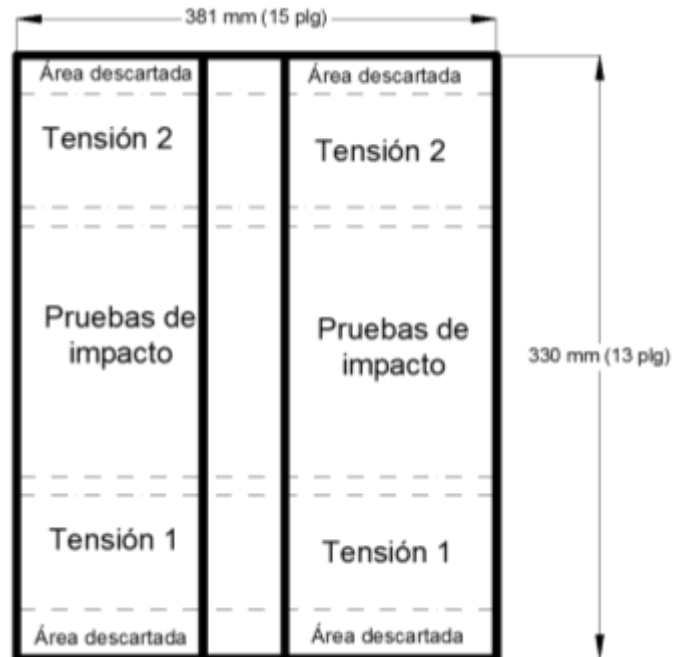 381 mm (15 plg)
Área descartada
Área descartada
Tensión 2
Tensión 2
Pruebas de
impacto
Pruebas de
impacto
330 mm (13 plg)
Tensión 1
Tensión 1
Área descartada
Área descartada